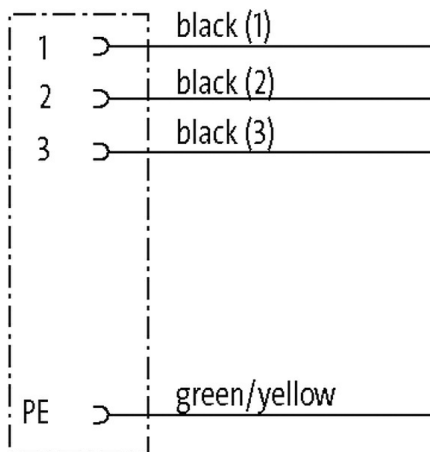 1 black (1)
2 black (2)
3 black (3)
PE green/yellow